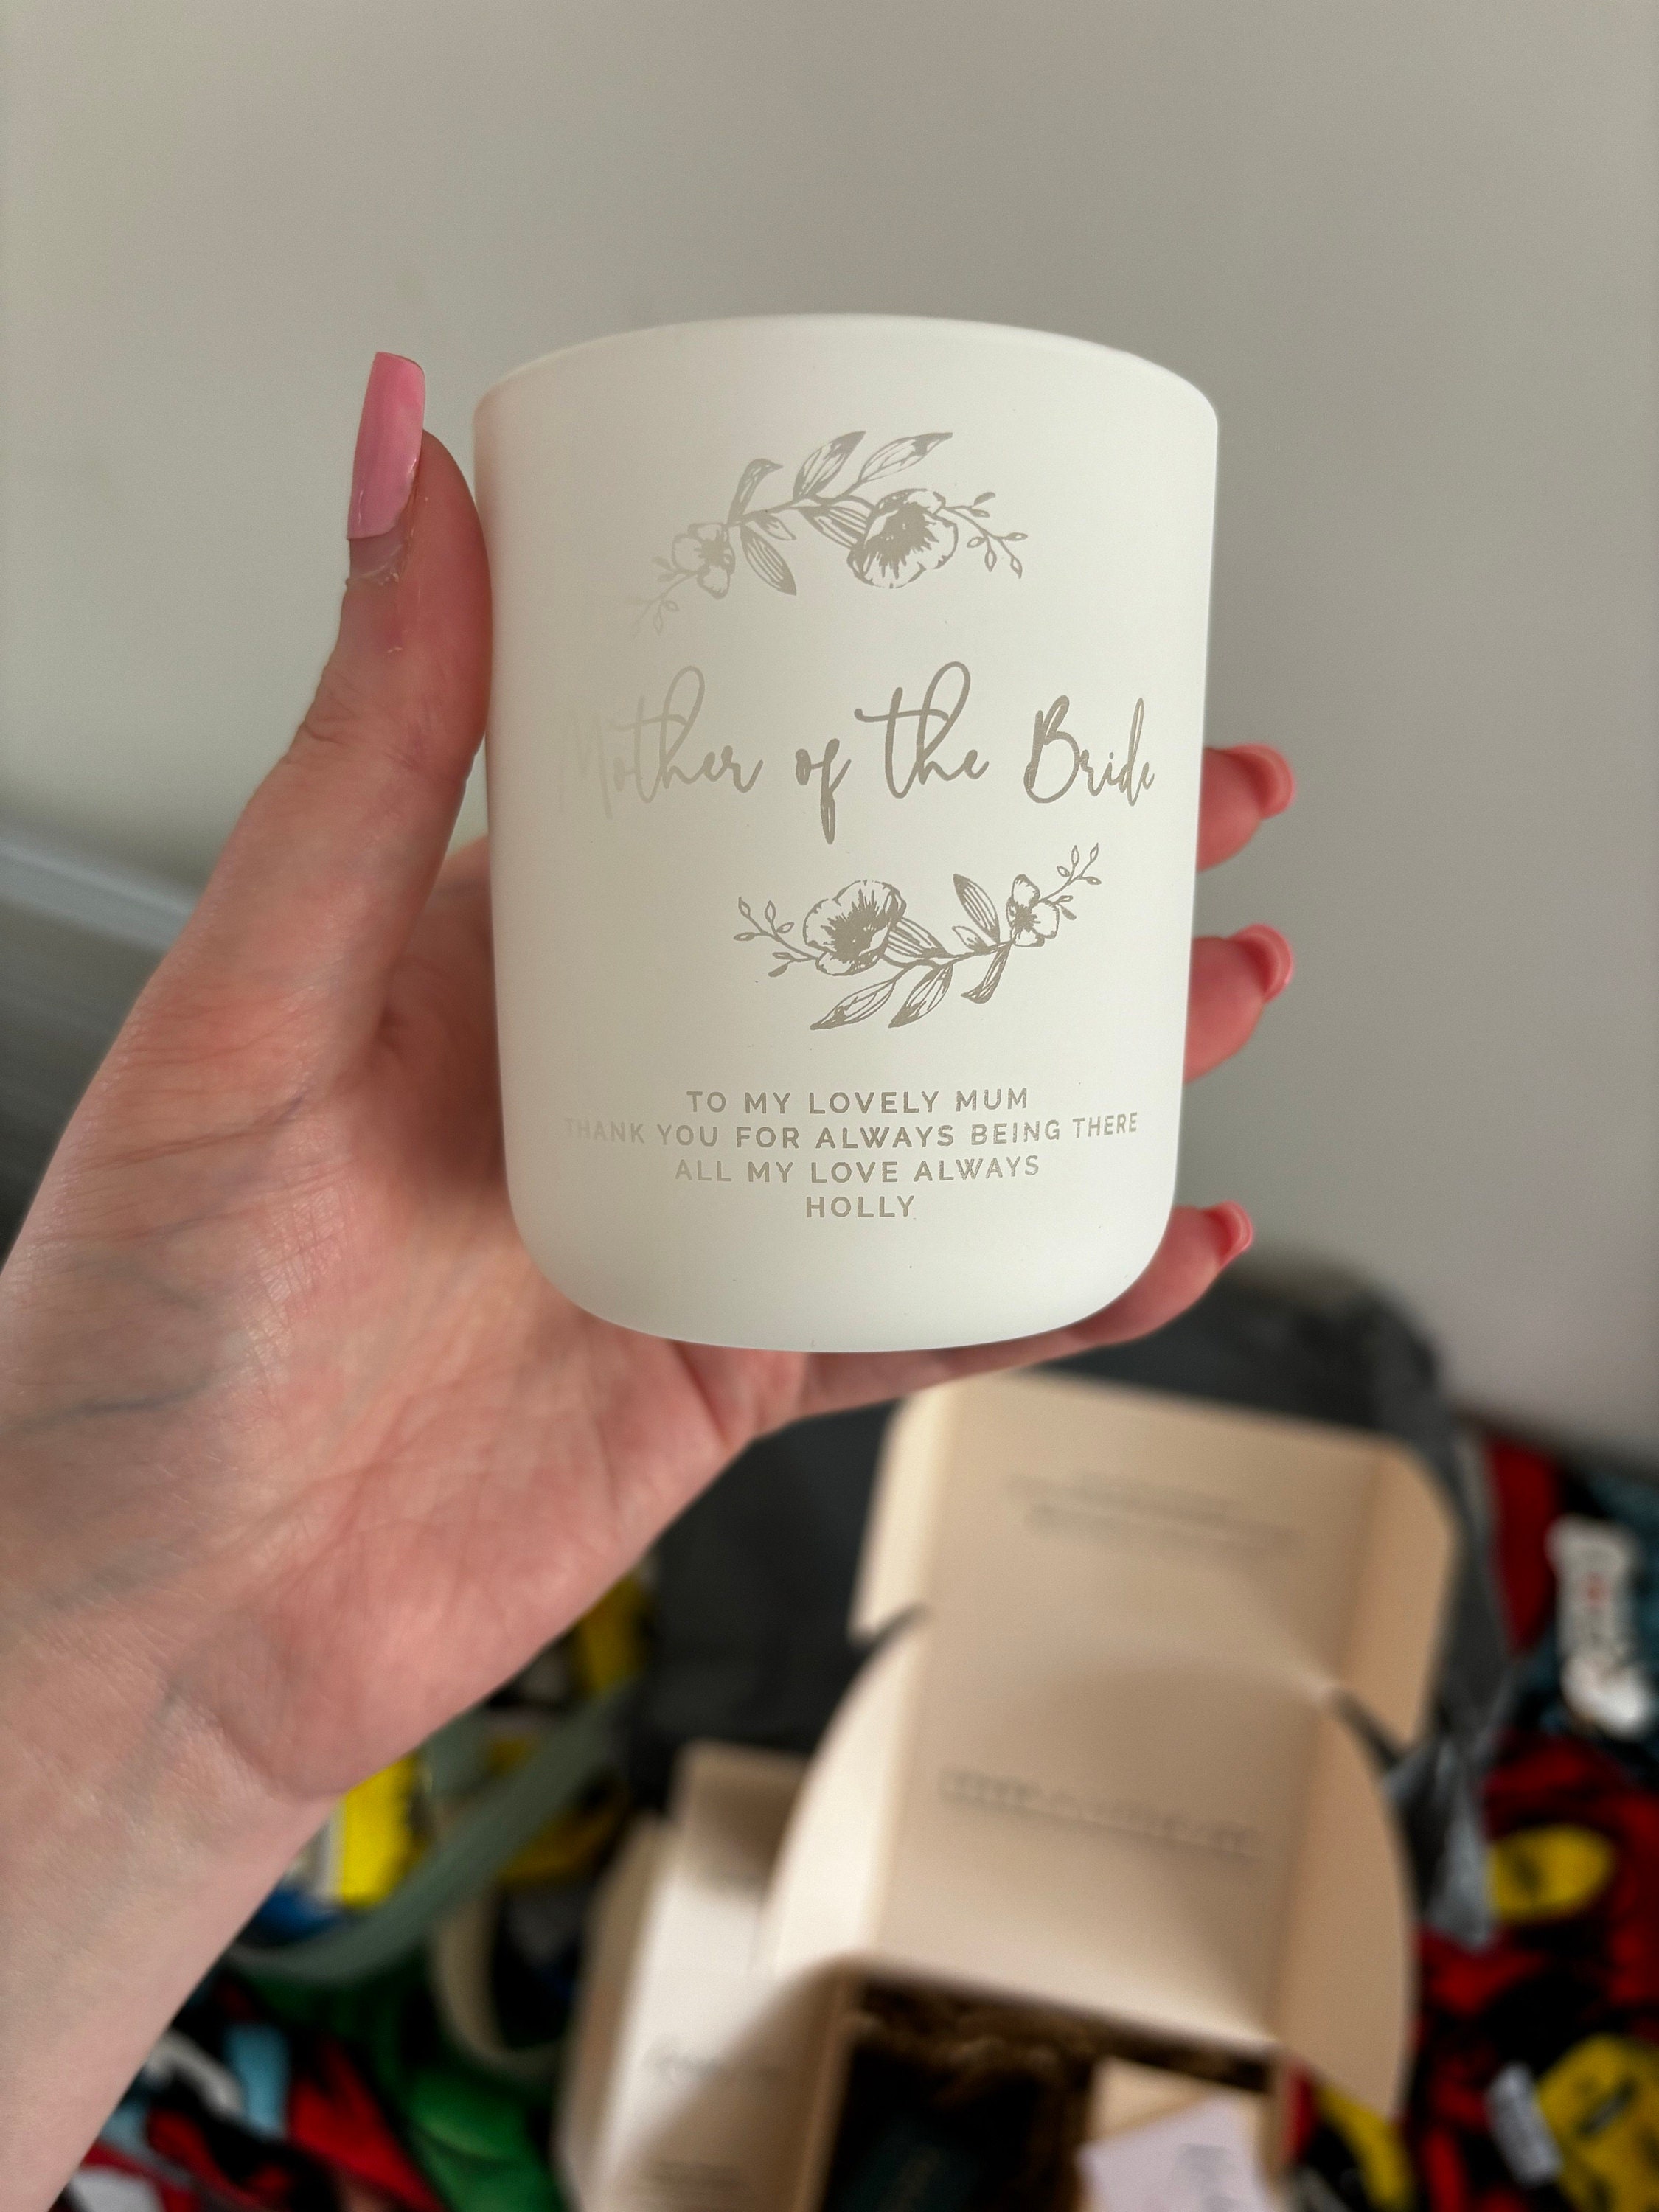 Mother of the Bride
TO MY LOVELY MUM
THANK YOU FOR ALWAYS BEING THERE
ALL MY LOVE ALWAYS
HOLLY